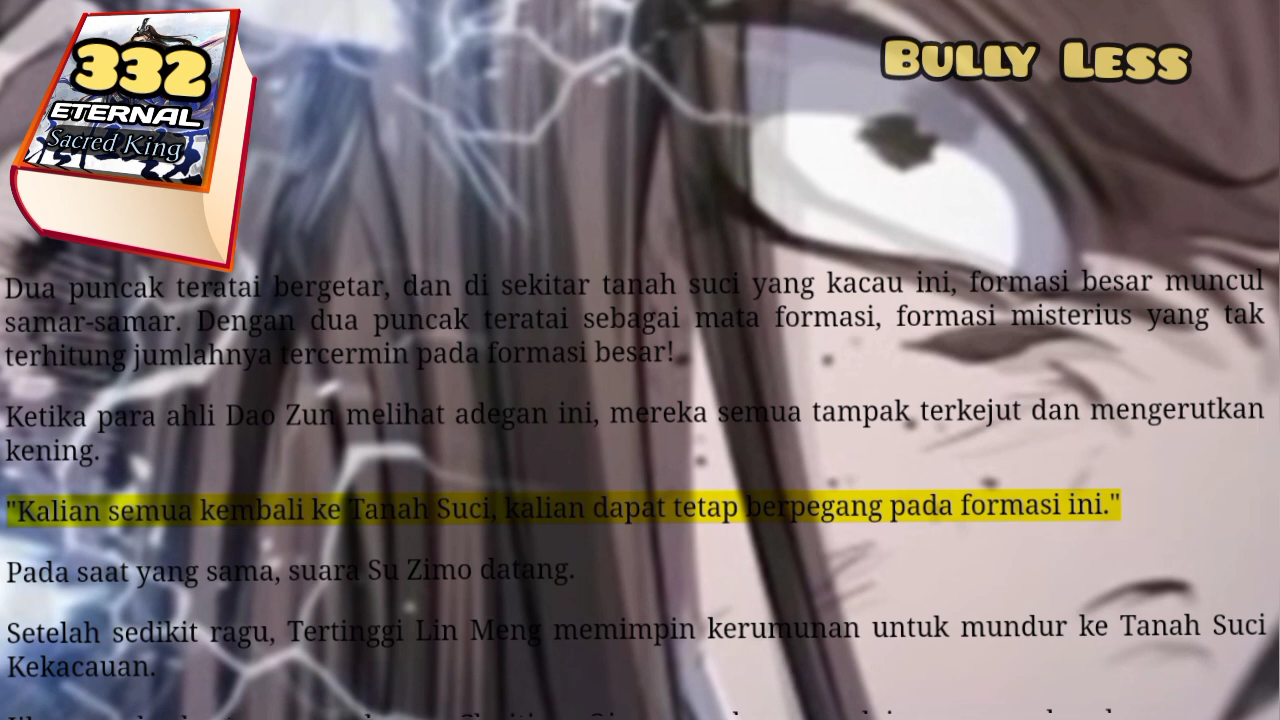 332
ETERNAL
Sacred King
Bully Less
Dua puncak teratai bergetar, dan di sekitar tanah suci yang kacau ini, formasi besar muncul
samar-samar. Dengan dua puncak teratai sebagai mata formasi, formasi misterius yang tak
terhitung jumlahnya tercermin pada formasi besar!
Ketika para ahli Dao Zun melihat adegan ini, mereka semua tampak terkejut dan mengerutkan
kening.
"Kalian semua kembali ke Tanah Suci, kalian dapat tetap berpegang pada formasi ini."
Pada saat yang sama, suara Su Zimo datang.
Setelah sedikit ragu, Tertinggi Lin Meng memimpin kerumunan untuk mundur ke Tanah Suci
Kekacauan.